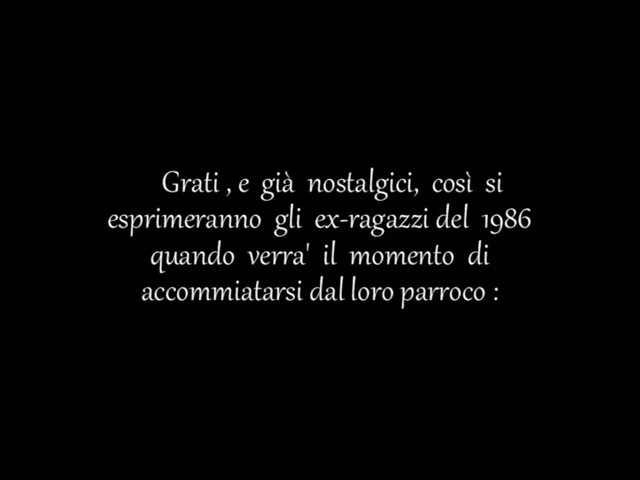 Grati , e già nostalgici, così si
esprimeranno gli ex-ragazzi del 1986
quando verra' il momento di
accommiatarsi dal loro parroco :